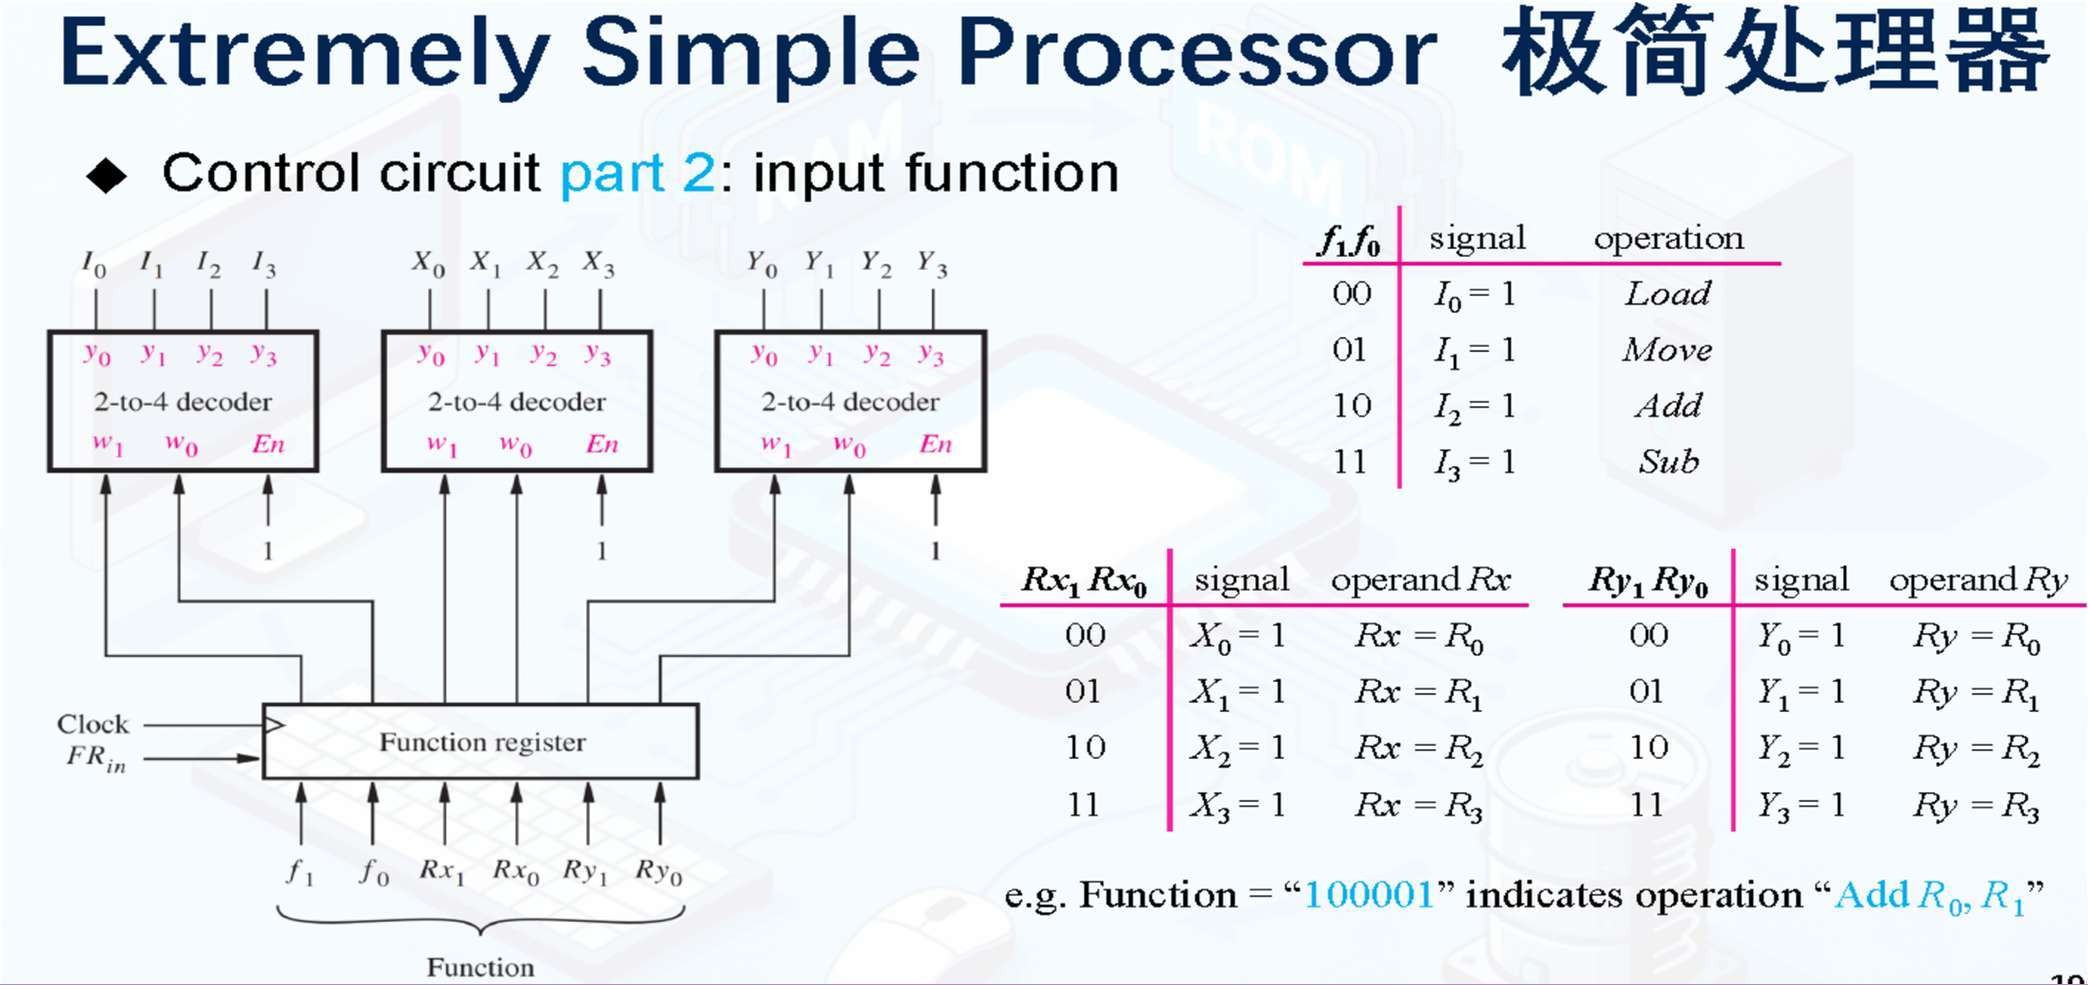 Extremely Simple Processor 极简处理器
◆ Control circuit part 2: input function
I0 I1 I2 I3
y0 y1 y2 y3
2-to-4 decoder
w1 w0 En
1
X0 X1 X2 X3
y0 y1 y2 y3
2-to-4 decoder
w1 w0 En
1
Y0 Y1 Y2 Y3
y0 y1 y2 y3
2-to-4 decoder
w1 w0 En
1
Clock
FRin
Function register
f1 f0 Rx1 Rx0 Ry1 Ry0
Function
f1f0 signal operation
00 I0 = 1 Load
01 I1 = 1 Move
10 I2 = 1 Add
11 I3 = 1 Sub
Rx1 Rx0 signal operand Rx
00 X0 = 1 Rx = R0
01 X1 = 1 Rx = R1
10 X2 = 1 Rx = R2
11 X3 = 1 Rx = R3
Ry1 Ry0 signal operand Ry
00 Y0 = 1 Ry = R0
01 Y1 = 1 Ry = R1
10 Y2 = 1 Ry = R2
11 Y3 = 1 Ry = R3
e.g. Function = “100001” indicates operation “Add R0, R1”
ROM